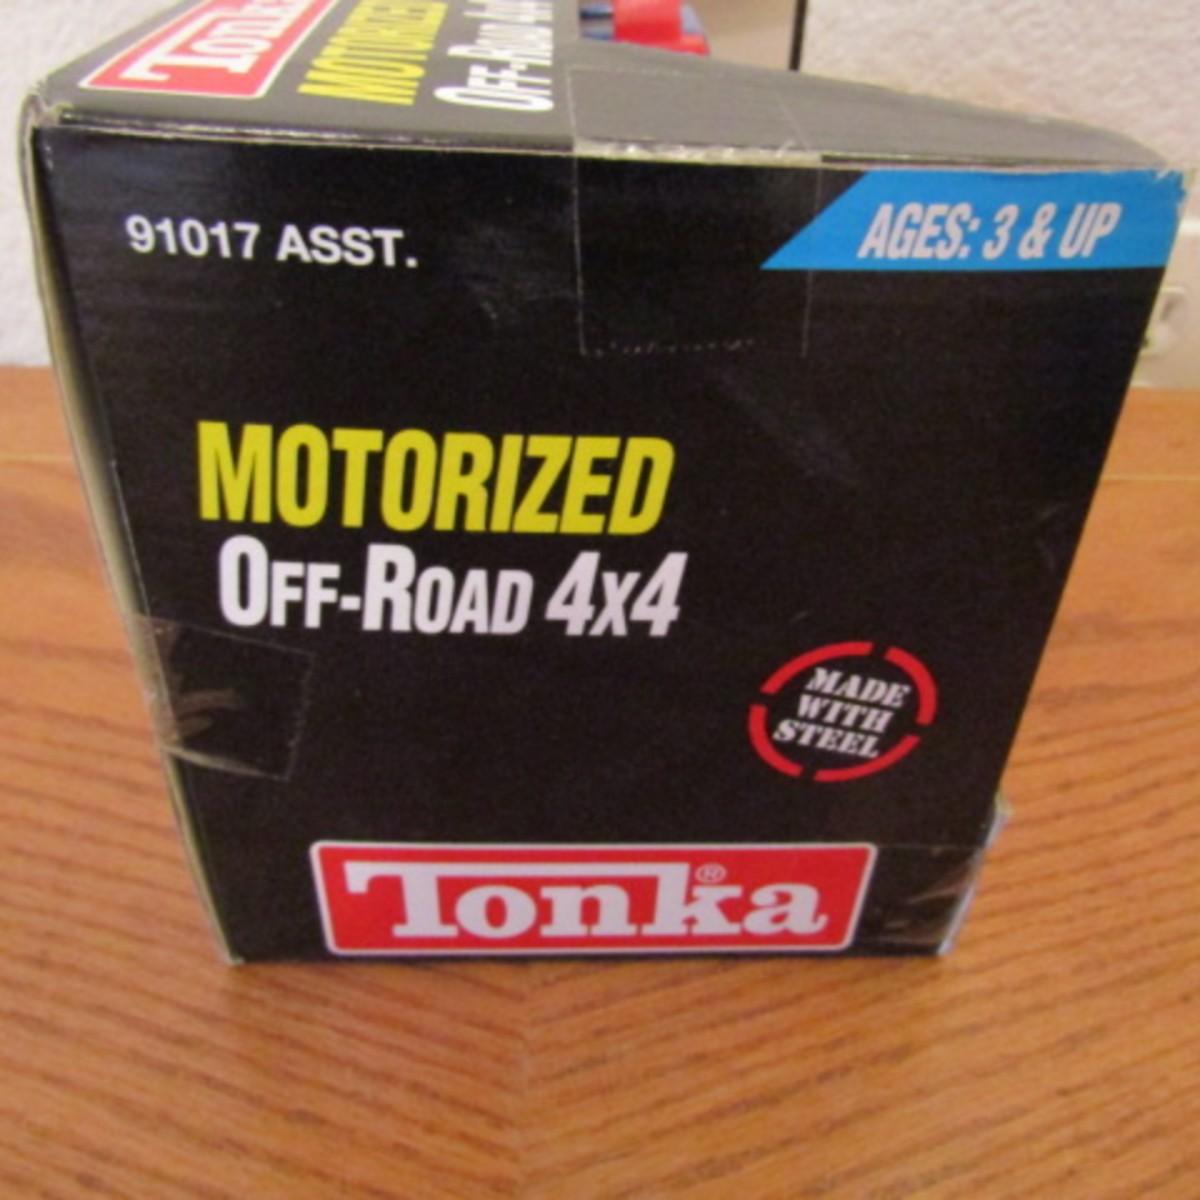 Tonka
MOTORIZED
OFF-ROAD 4x4
91017 ASST.
AGES: 3 & UP
MOTORIZED
OFF-ROAD 4x4
MADE
WITH
STEEL
Tonka®